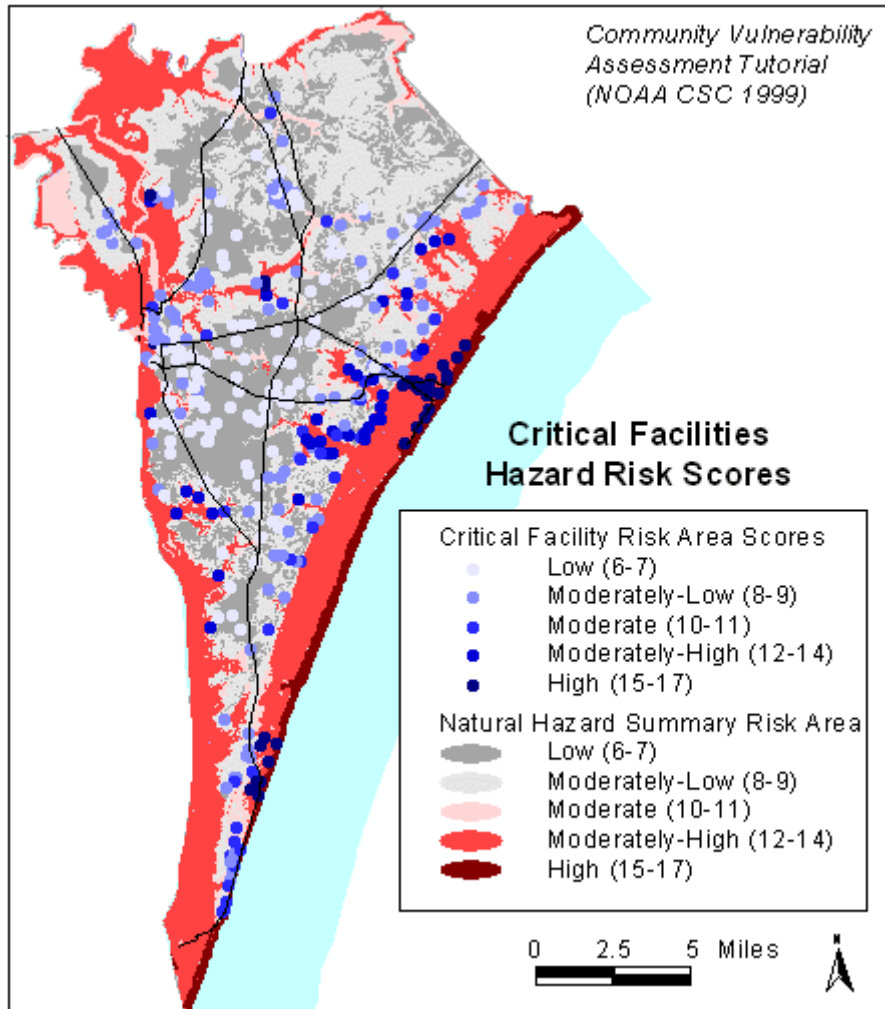 Community Vulnerability
Assessment Tutorial
(NOAA CSC 1999)
Critical Facilities
Hazard Risk Scores
Critical Facility Risk Area Scores
Low (6-7)
Moderately-Low (8-9)
Moderate (10-11)
Moderately-High (12-14)
High (15-17)
Natural Hazard Summary Risk Area
Low (6-7)
Moderately-Low (8-9)
Moderate (10-11)
Moderately-High (12-14)
High (15-17)
0 2.5 5 Miles
N